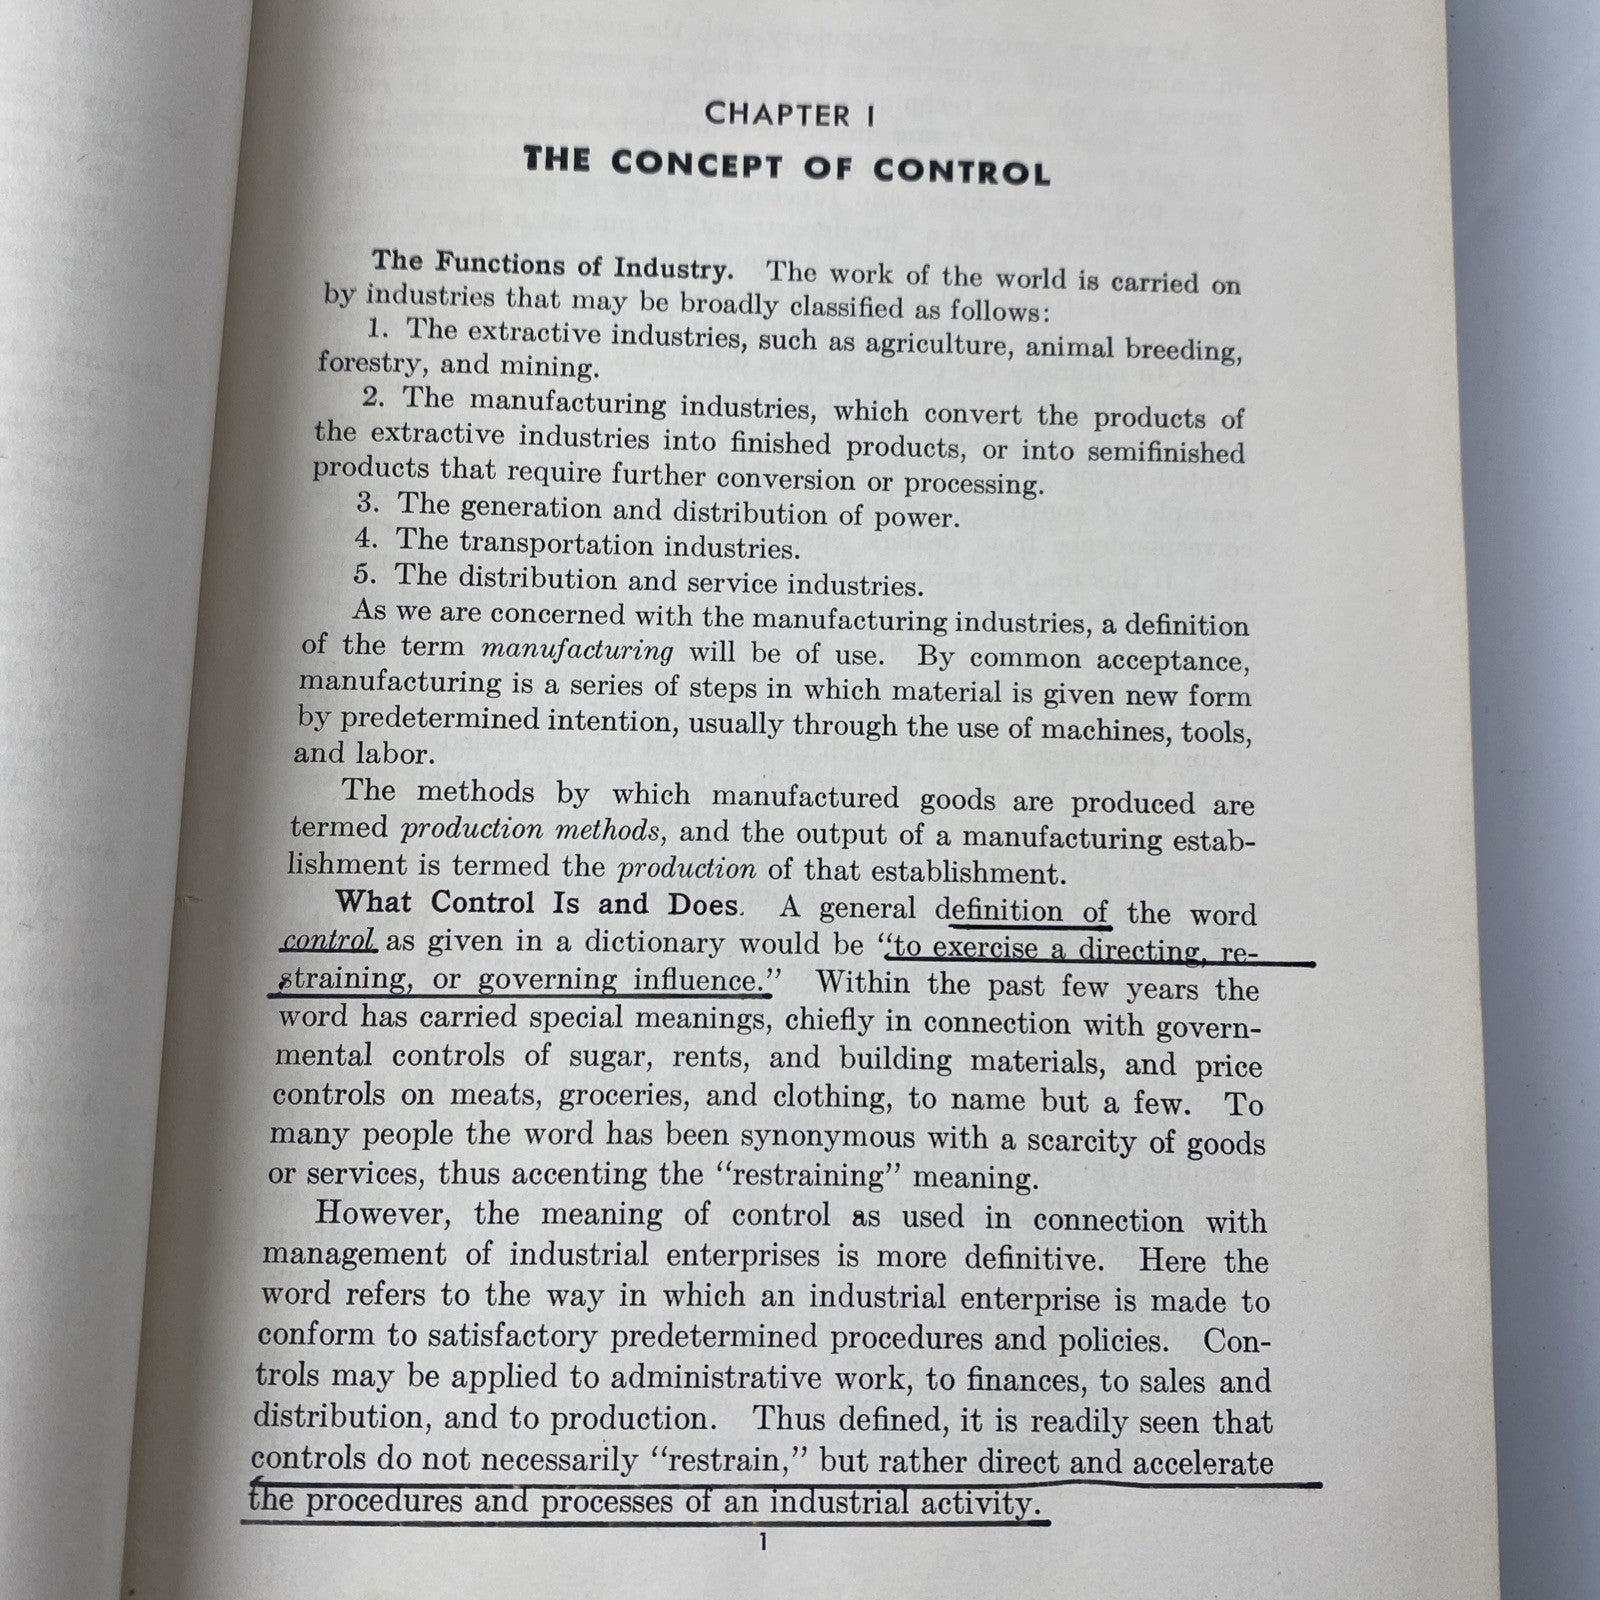 CHAPTER I
THE CONCEPT OF CONTROL
The Functions of Industry. The work of the world is carried on
by industries that may be broadly classified as follows:
1. The extractive industries, such as agriculture, animal breeding,
forestry, and mining.
2. The manufacturing industries, which convert the products of
the extractive industries into finished products, or into semifinished
products that require further conversion or processing.
3. The generation and distribution of power.
4. The transportation industries.
5. The distribution and service industries.
As we are concerned with the manufacturing industries, a definition
of the term manufacturing will be of use. By common acceptance,
manufacturing is a series of steps in which material is given new form
by predetermined intention, usually through the use of machines, tools,
and labor.
The methods by which manufactured goods are produced are
termed production methods, and the output of a manufacturing estab-
lishment is termed the production of that establishment.
What Control Is and Does. A general definition of the word
control as given in a dictionary would be "to exercise a directing, re-
straining, or governing influence." Within the past few years the
word has carried special meanings, chiefly in connection with govern-
mental controls of sugar, rents, and building materials, and price
controls on meats, groceries, and clothing, to name but a few. To
many people the word has been synonymous with a scarcity of goods
or services, thus accenting the "restraining" meaning.
However, the meaning of control as used in connection with
management of industrial enterprises is more definitive. Here the
word refers to the way in which an industrial enterprise is made to
conform to satisfactory predetermined procedures and policies. Con-
trols may be applied to administrative work, to finances, to sales and
distribution, and to production. Thus defined, it is readily seen that
controls do not necessarily "restrain," but rather direct and accelerate
the procedures and processes of an industrial activity.
1